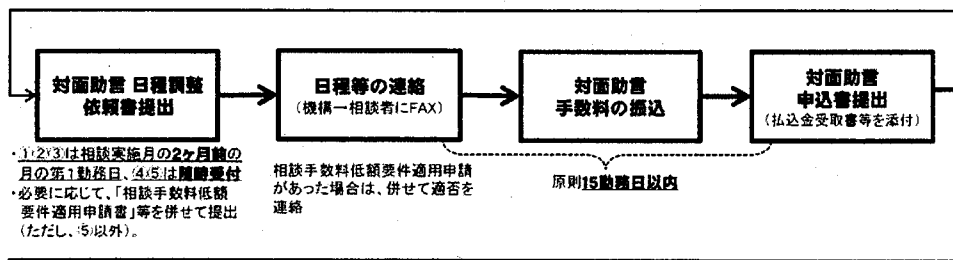 対面助言 日程調整
依頼書提出
日程等の連絡
(機構→相談者にFAX)
対面助言
手数料の振込
対面助言
申込書提出
(払込金受取書等を添付)
・①②③は相談実施月の2ヶ月前の
月の第1勤務日、④⑤は随時受付
・必要に応じて、「相談手数料低額
要件適用申請書」等を併せて提出
(ただし、⑤以外)。
相談手数料低額要件適用申請
があった場合は、併せて適否を
連絡
原則15勤務日以内